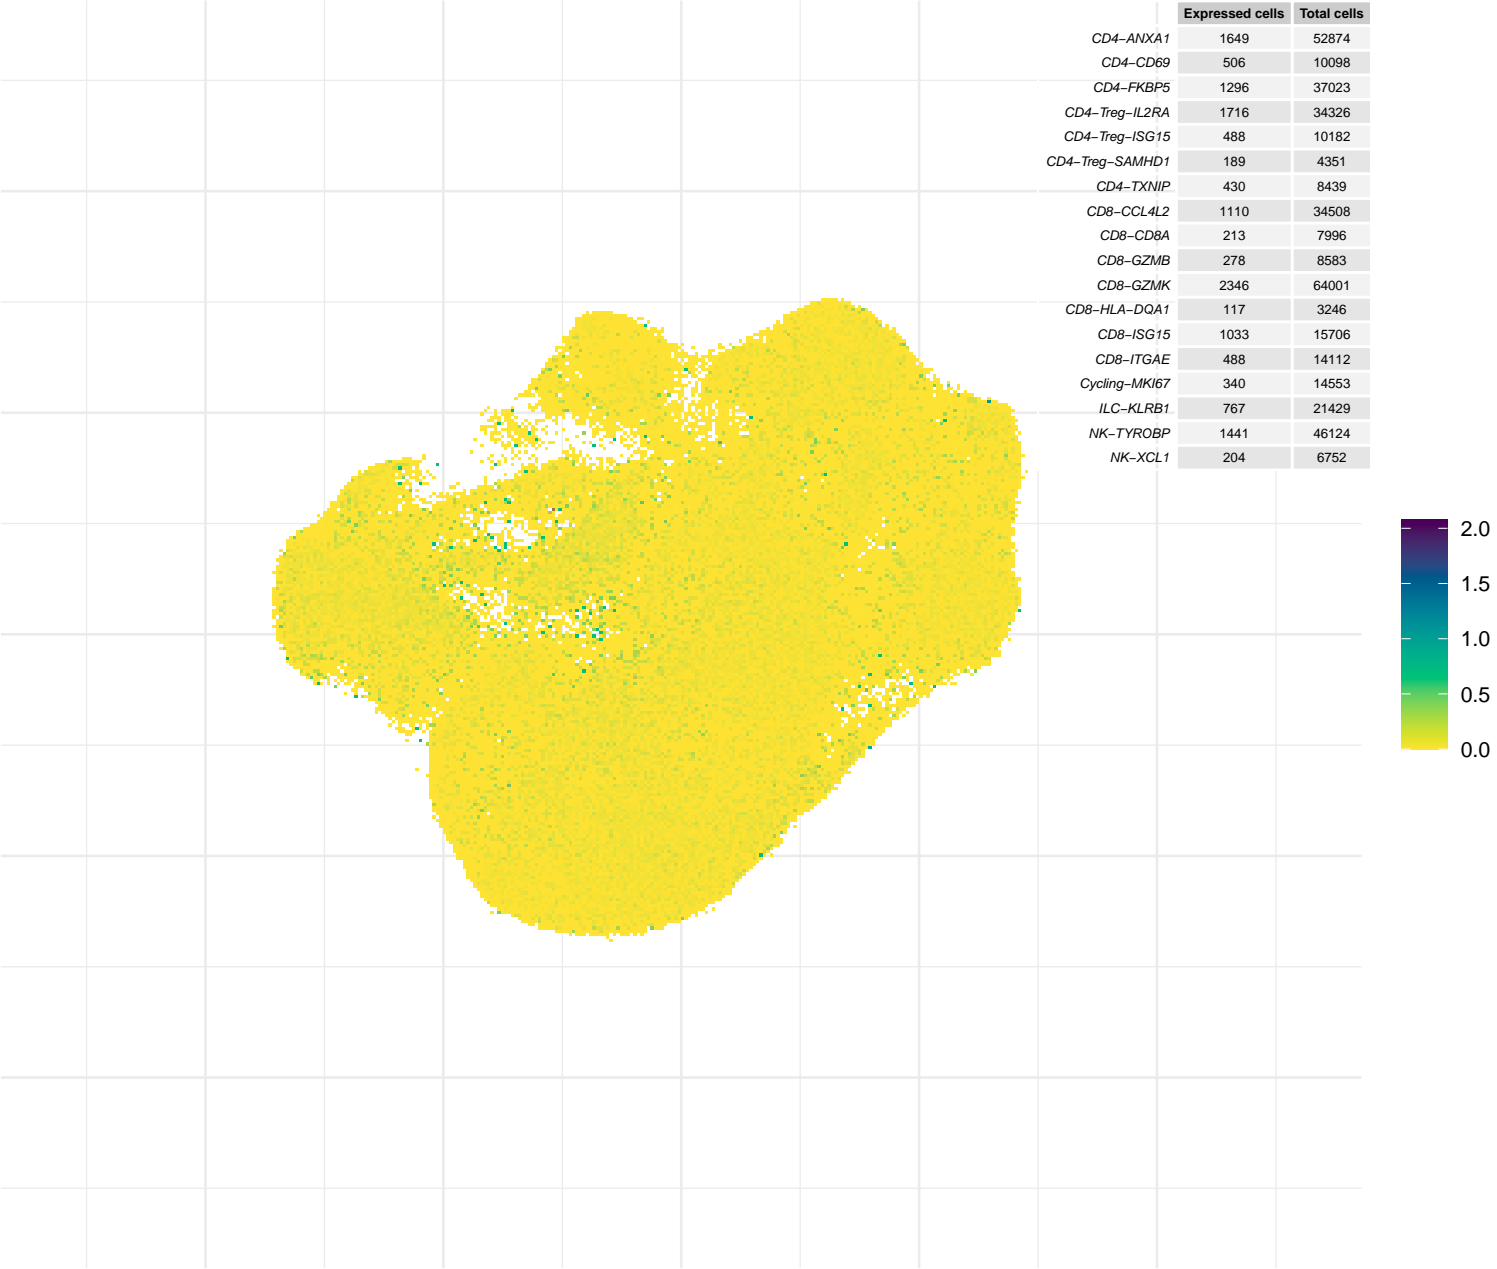 Expressed cells Total cells
CD4−ANXA1 1649 52874
CD4−CD69 506 10098
CD4−FKBP5 1296 37023
CD4−Treg−IL2RA 1716 34326
CD4−Treg−ISG15 488 10182
CD4−Treg−SAMHD1 189 4351
CD4−TXNIP 430 8439
CD8−CCL4L2 1110 34508
CD8−CD8A 213 7996
CD8−GZMB 278 8583
CD8−GZMK 2346 64001
CD8−HLA−DQA1 117 3246
CD8−ISG15 1033 15706
CD8−ITGAE 488 14112
Cycling−MKI67 340 14553
ILC−KLRB1 767 21429
NK−TYROBP 1441 46124
NK−XCL1 204 6752
2.0
1.5
1.0
0.5
0.0